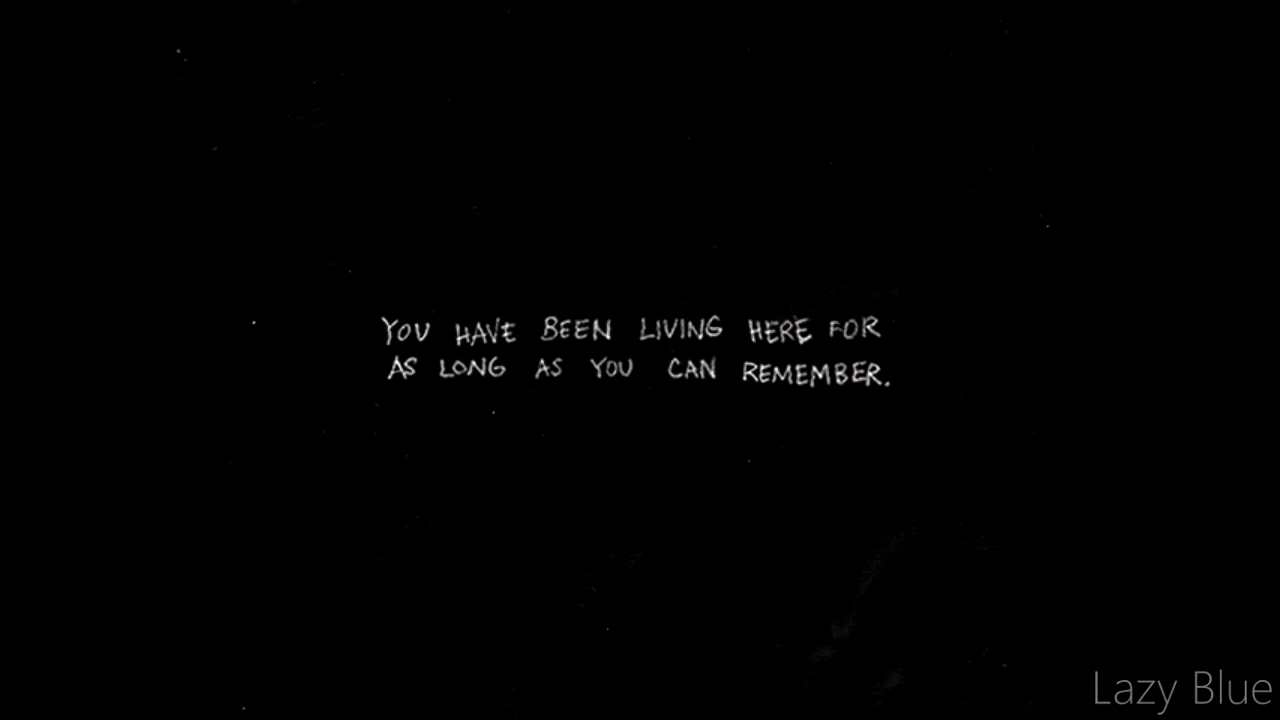 YOU HAVE BEEN LIVING HERE FOR
AS LONG AS YOU CAN REMEMBER.
Lazy Blue